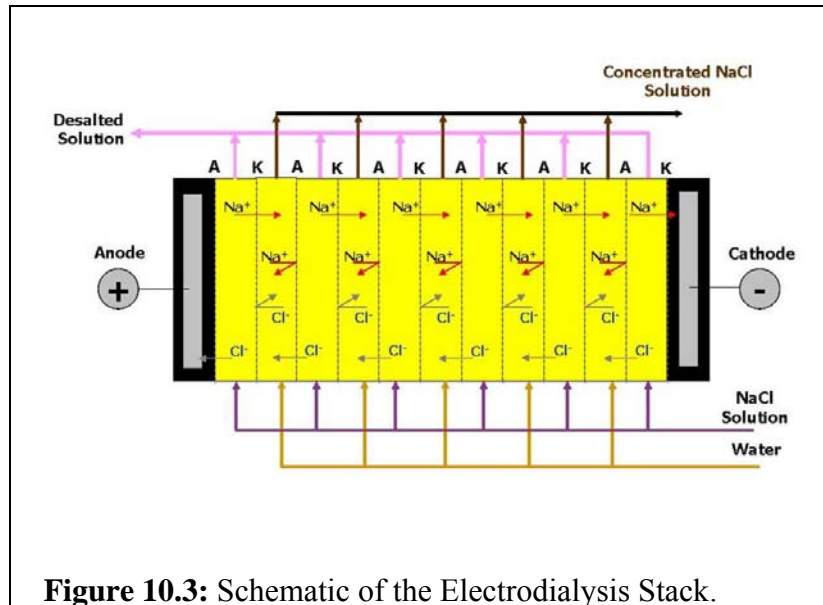 Concentrated NaCl
Solution
Desalted
Solution
A K A K A K A K A K A K
Na⁺ Na⁺ Na⁺ Na⁺ Na⁺ Na⁺
Anode
Cathode
Na⁺ Na⁺ Na⁺ Na⁺ Na⁺
+
-
Cl⁻ Cl⁻ Cl⁻ Cl⁻ Cl⁻
Cl⁻ Cl⁻ Cl⁻ Cl⁻ Cl⁻ Cl⁻
NaCl
Solution
Water
Figure 10.3: Schematic of the Electrodialysis Stack.